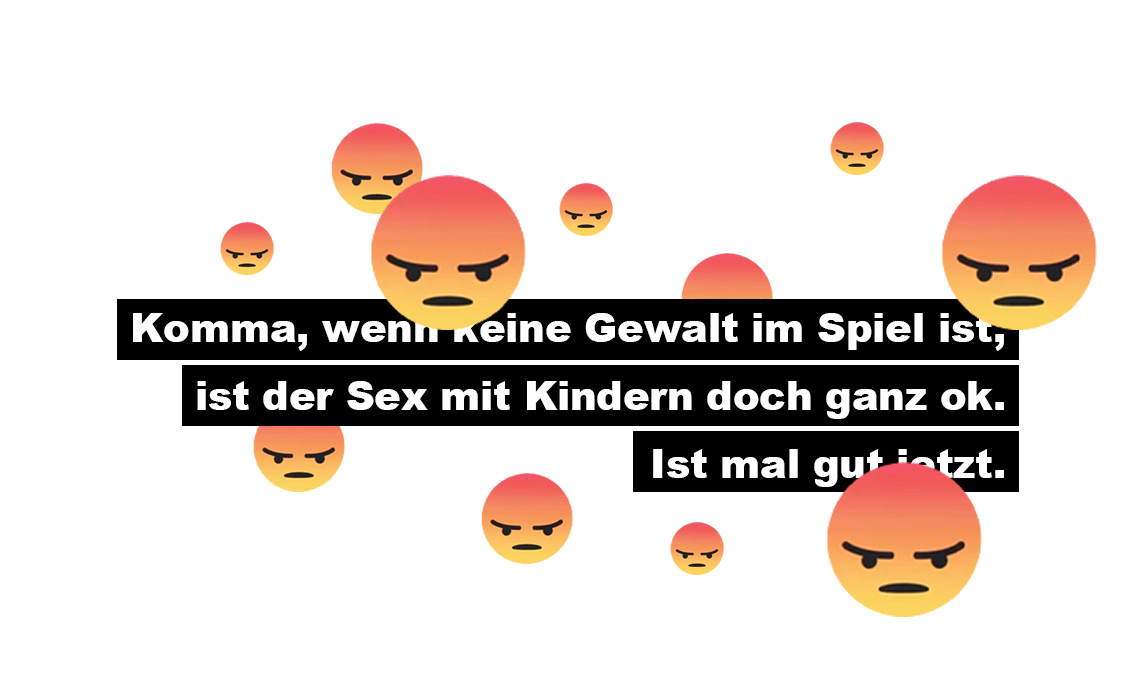 Komma, wenn keine Gewalt im Spiel ist,
ist der Sex mit Kindern doch ganz ok.
Ist mal gut jetzt.